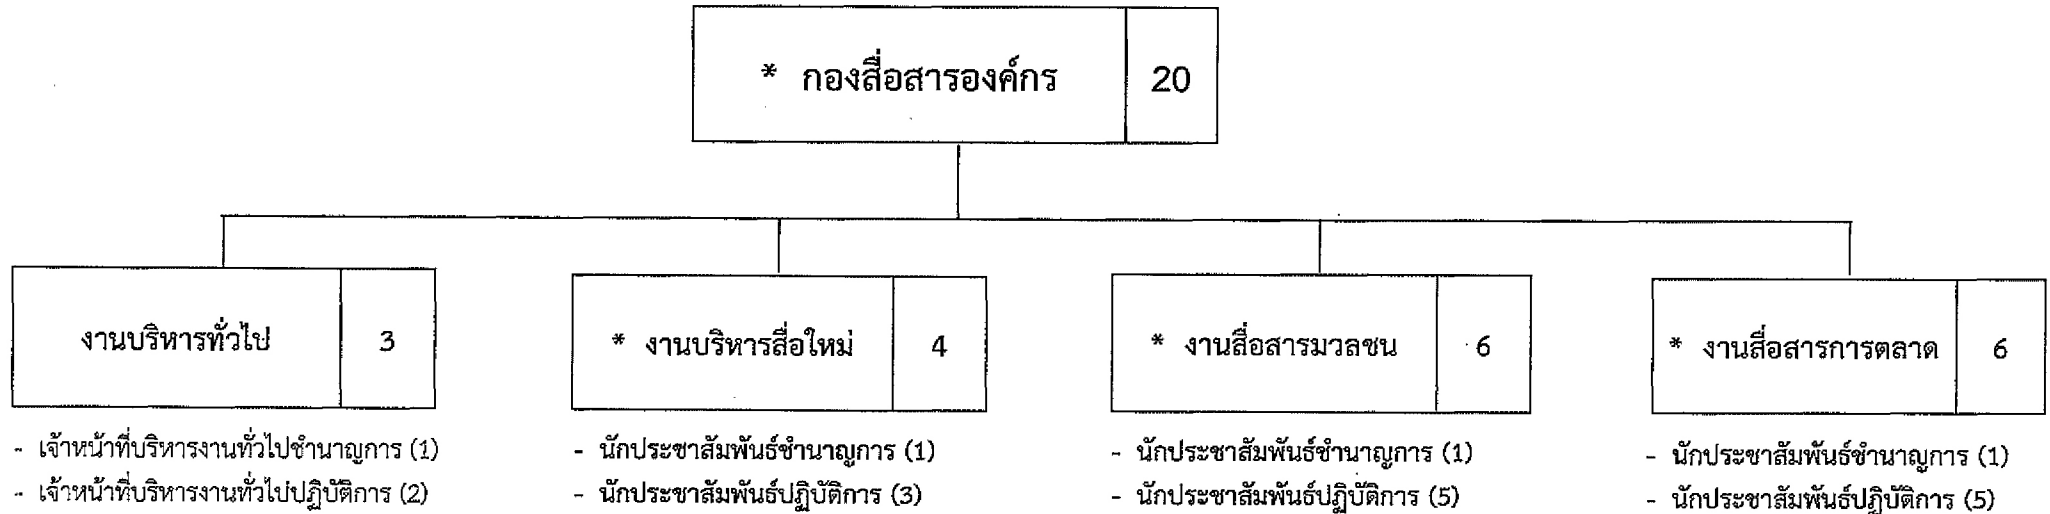 * กองสื่อสารองค์กร 20
งานบริหารทั่วไป 3
* งานบริหารสื่อใหม่ 4
* งานสื่อสารมวลชน 6
* งานสื่อสารการตลาด 6
- เจ้าหน้าที่บริหารงานทั่วไปชำนาญการ (1)
- เจ้าหน้าที่บริหารงานทั่วไปปฏิบัติการ (2)
- นักประชาสัมพันธ์ชำนาญการ (1)
- นักประชาสัมพันธ์ปฏิบัติการ (3)
- นักประชาสัมพันธ์ชำนาญการ (1)
- นักประชาสัมพันธ์ปฏิบัติการ (5)
- นักประชาสัมพันธ์ชำนาญการ (1)
- นักประชาสัมพันธ์ปฏิบัติการ (5)